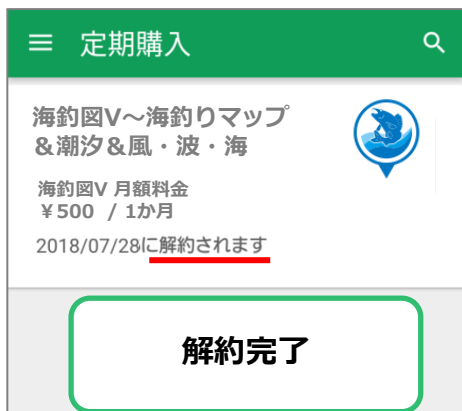 定期購入
海釣図V～海釣りマップ
&潮汐&風・波・海
海釣図V 月額料金
￥500 / 1か月
2018/07/28に解約されます
解約完了